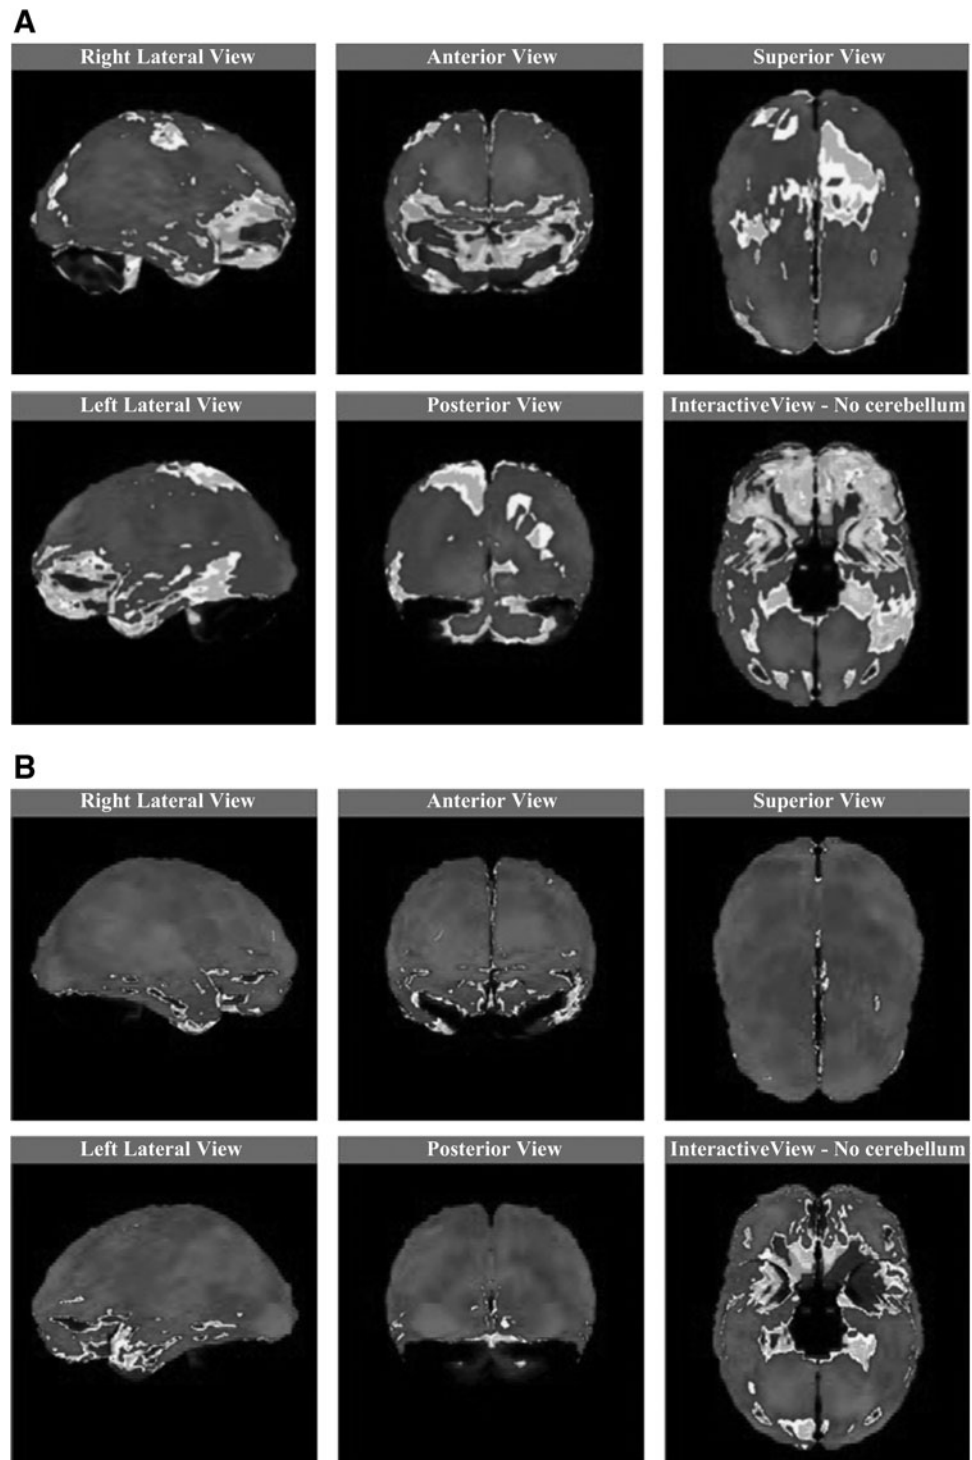 A
Right Lateral View
Anterior View
Superior View
Left Lateral View
Posterior View
InteractiveView - No cerebellum
B
Right Lateral View
Anterior View
Superior View
Left Lateral View
Posterior View
InteractiveView - No cerebellum